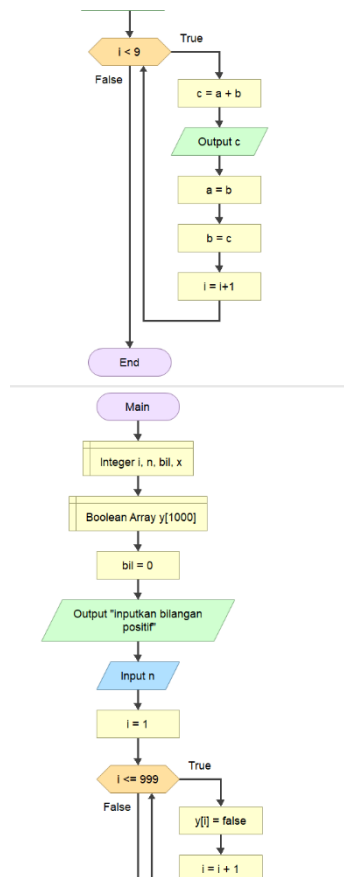 i < 9
True
False
c = a + b
Output c
a = b
b = c
i = i+1
End
Main
Integer i, n, bil, x
Boolean Array y[1000]
bil = 0
Output "inputkan bilangan
positif"
Input n
i = 1
i <= 999
True
False
y[i] = false
i = i + 1